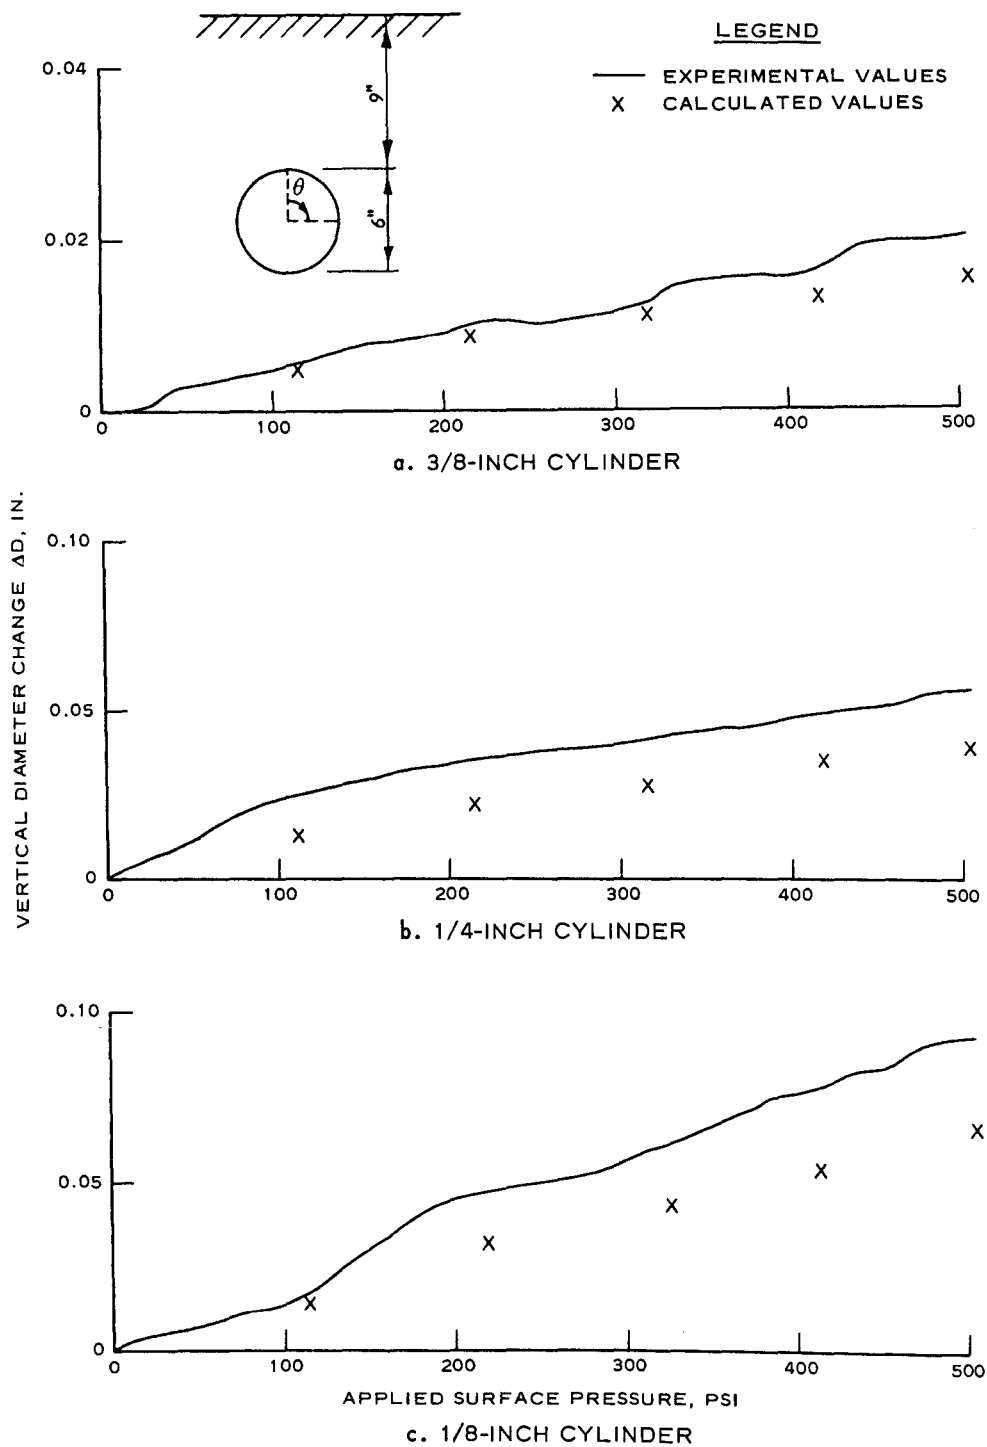 LEGEND
EXPERIMENTAL VALUES
X CALCULATED VALUES
9"
θ
6"
0.04
0.02
0
0 100 200 300 400 500
a. 3/8-INCH CYLINDER
VERTICAL DIAMETER CHANGE ΔD, IN.
0.10
0.05
0
0 100 200 300 400 500
b. 1/4-INCH CYLINDER
0.10
0.05
0
0 100 200 300 400 500
APPLIED SURFACE PRESSURE, PSI
c. 1/8-INCH CYLINDER